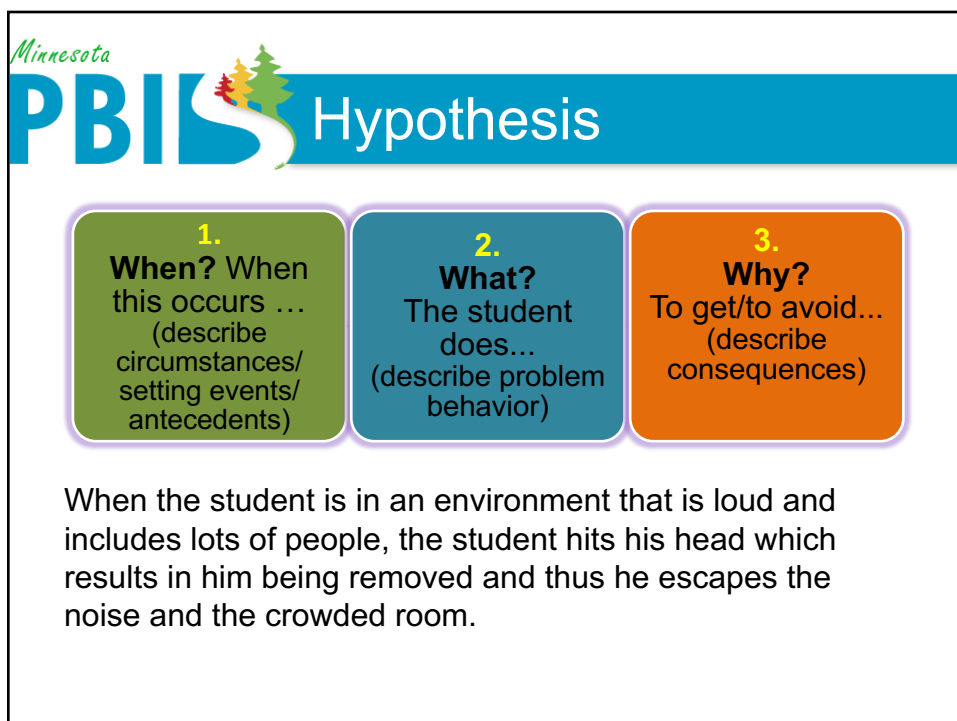 Minnesota
PBIS Hypothesis
1.
When? When
this occurs …
(describe
circumstances/
setting events/
antecedents)
2.
What?
The student
does...
(describe problem
behavior)
3.
Why?
To get/to avoid...
(describe
consequences)
When the student is in an environment that is loud and
includes lots of people, the student hits his head which
results in him being removed and thus he escapes the
noise and the crowded room.